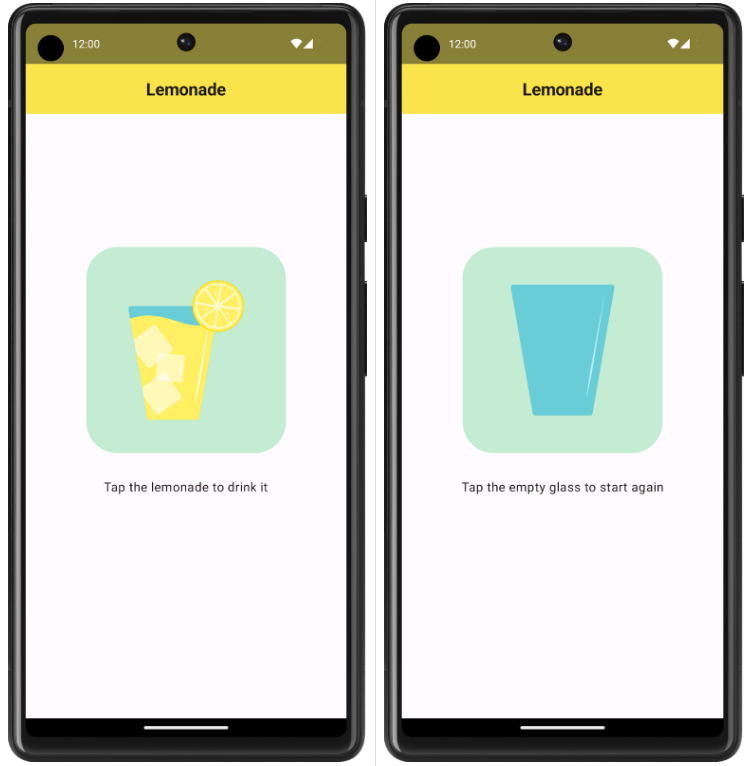 12:00
Lemonade
Tap the lemonade to drink it
12:00
Lemonade
Tap the empty glass to start again